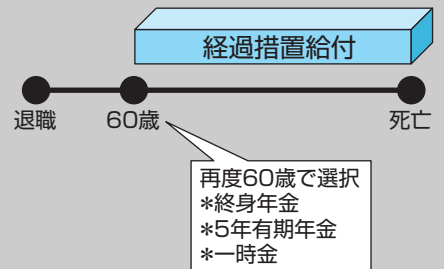 経過措置給付
退職
60歳
死亡
再度60歳で選択
*終身年金
*5年有期年金
*一時金